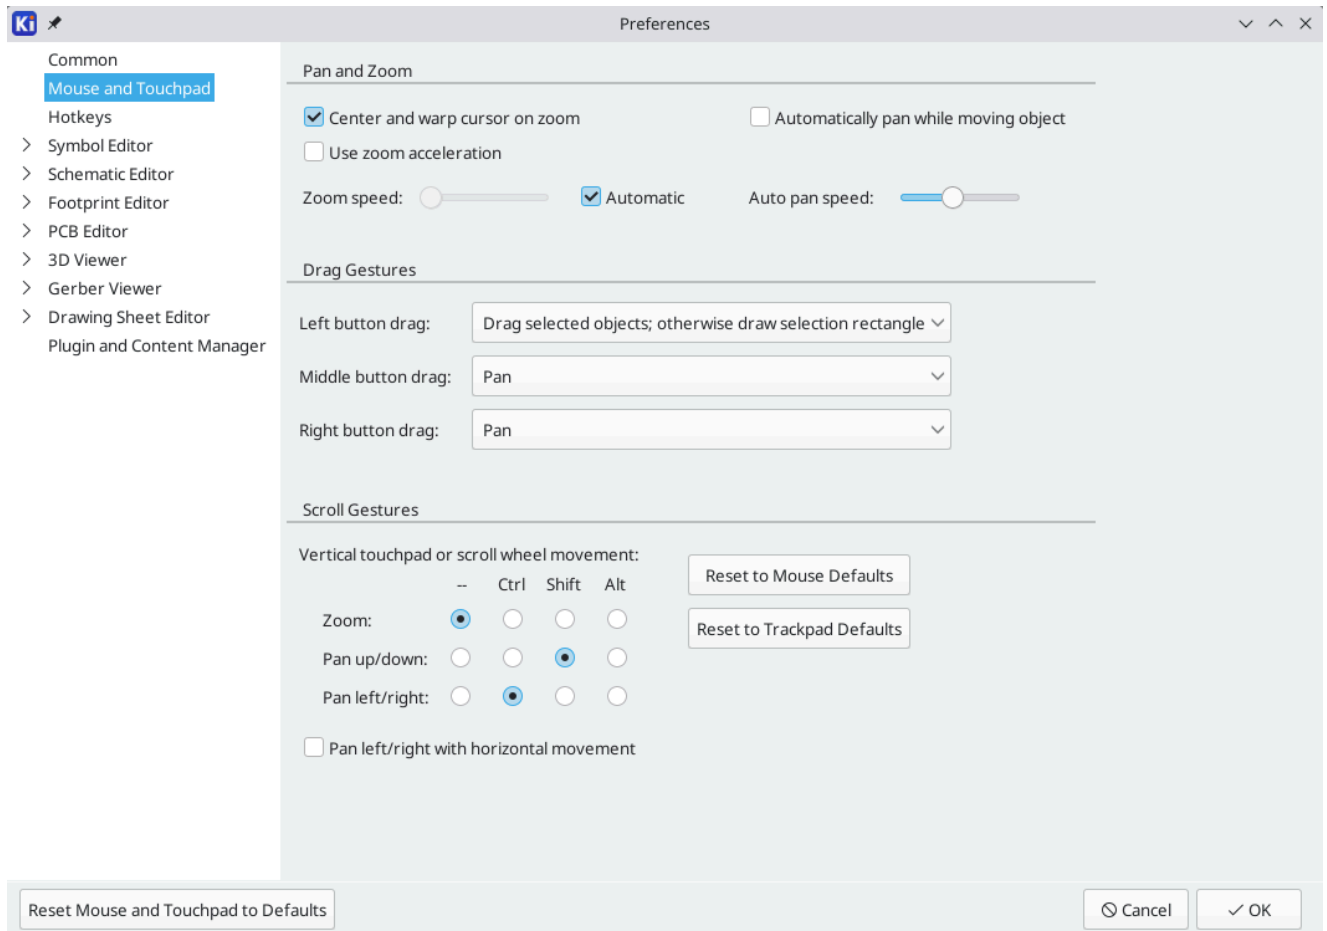 Ki
Preferences
Common
Mouse and Touchpad
Hotkeys
Symbol Editor
Schematic Editor
Footprint Editor
PCB Editor
3D Viewer
Gerber Viewer
Drawing Sheet Editor
Plugin and Content Manager
Pan and Zoom
Center and warp cursor on zoom
Automatically pan while moving object
Use zoom acceleration
Zoom speed:
Automatic
Auto pan speed:
Drag Gestures
Left button drag:
Drag selected objects; otherwise draw selection rectangle
Middle button drag:
Pan
Right button drag:
Pan
Scroll Gestures
Vertical touchpad or scroll wheel movement:
-- Ctrl Shift Alt
Zoom:
Pan up/down:
Pan left/right:
Reset to Mouse Defaults
Reset to Trackpad Defaults
Pan left/right with horizontal movement
Reset Mouse and Touchpad to Defaults
Cancel
OK